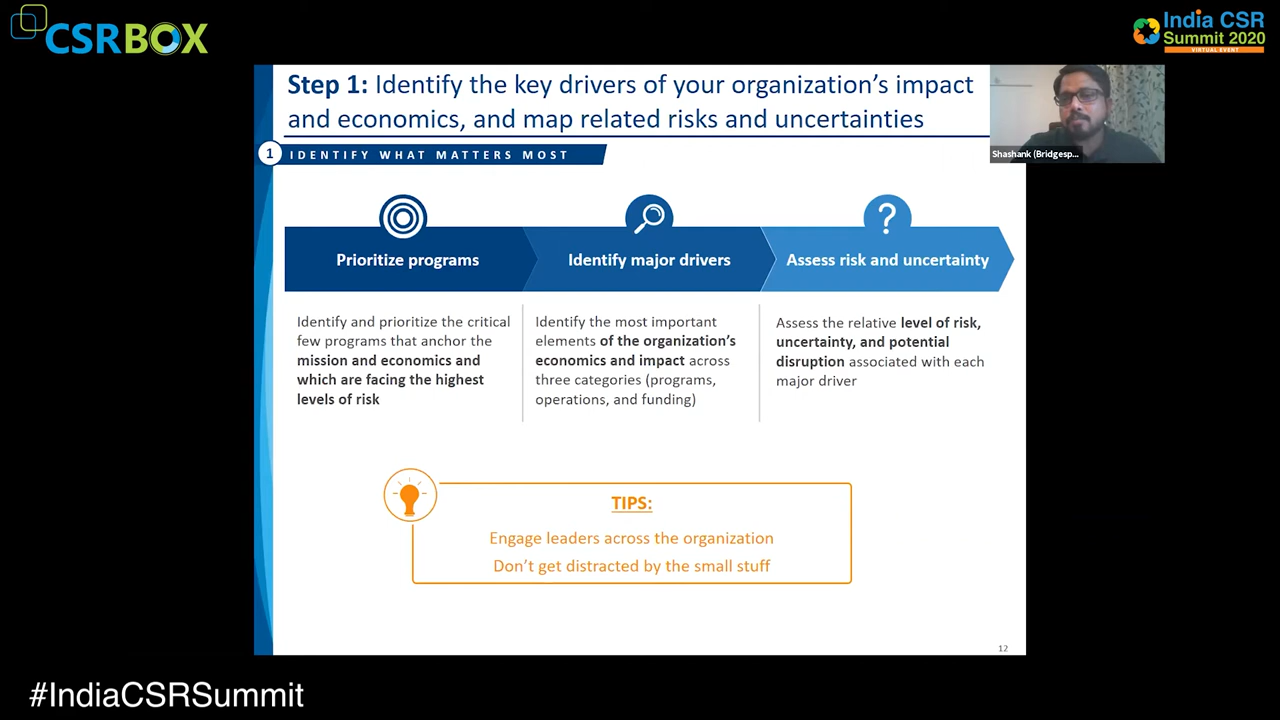 CSRBOX
India CSR
Summit 2020
VIRTUAL EVENT
Step 1: Identify the key drivers of your organization's impact
and economics, and map related risks and uncertainties
Shashank (Bridgesp...
1 IDENTIFY WHAT MATTERS MOST
?
Prioritize programs
Identify major drivers
Assess risk and uncertainty
Identify and prioritize the critical
few programs that anchor the
mission and economics and
which are facing the highest
levels of risk
Identify the most important
elements of the organization's
economics and impact across
three categories (programs,
operations, and funding)
Assess the relative level of risk,
uncertainty, and potential
disruption associated with each
major driver
TIPS:
Engage leaders across the organization
Don't get distracted by the small stuff
12
#IndiaCSRSummit